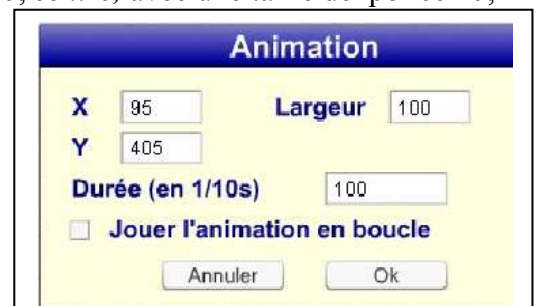 Animation
X 95 Largeur 100
Y 405
Durée (en 1/10s) 100
Jouer l'animation en boucle
Annuler Ok